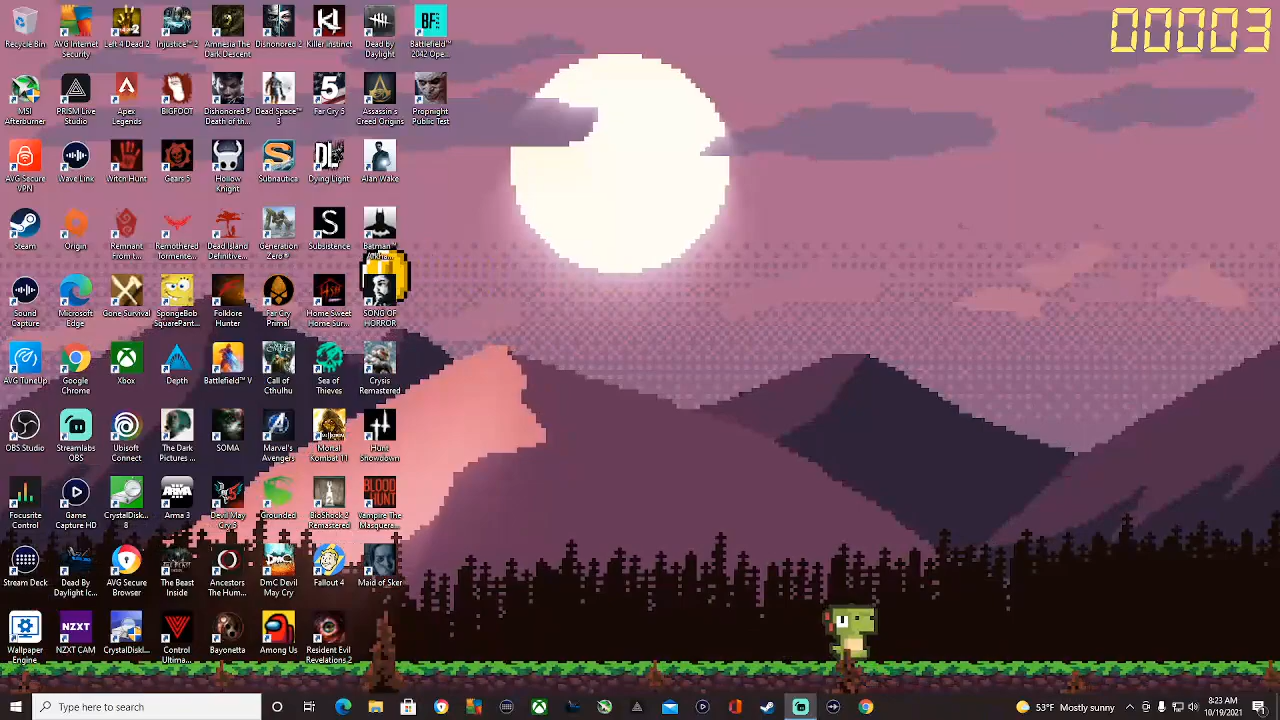 00003
Recycle Bin
AVG Internet
Security
Left 4 Dead 2
Injustice™ 2
Amnesia The
Dark Descent
Dishonored 2
Killer Instinct
Dead by
Daylight
BF
Battlefield™
2042 Ope...
MSI
Afterburner
PRISM Live
Studio
Apex
Legends
BIGFOOT
Dishonored®
Death of th...
Dead Space™
3
5
Far Cry 5
Assassin's
Creed Origins
Propnight
Public Test
AVG Secure
VPN
Wave Link
Witch Hunt
Gears 5
Hollow
Knight
Subnautica
DL
Dying Light
Alan Wake
Steam
Origin
Remnant
From t...
Remothered
Tormente...
Dead Island
Definitive...
Generation
Zero®
S
Subsistence
Batman™
Sound
Capture
Microsoft
Edge
Gone Survival
SpongeBob
SquarePant...
Folklore
Hunter
Far Cry
Primal
Home Sweet
Home Sur...
SONG OF
HORROR
AVG TuneUp
Google
Chrome
Xbox
Depth
Battlefield™ V
Call of
Cthulhu
Sea of
Thieves
Crysis
Remastered
OBS Studio
Streamlabs
OBS
Ubisoft
Connect
The Dark
Pictures ...
SOMA
Marvel's
Avengers
Mortal
Kombat 11
Hunt
Showdown
Focusrite
Control
Game
Capture HD
CrystalDisk...
ARMA
Arma 3
Devil May
Cry 5
Grounded
BioShock 2
Remastered
BLOOD
HUNT
Vampire The
Masquera...
Stream Deck
Dead By
Daylight ic...
AVG Secure
Browser
The Beast
Inside
Ancestors
The Hum...
DmC Devil
May Cry
Fallout 4
Maid of Sker
Wallpaper
Engine
NZXT
NZXT CAM
CrystalDiskI...
Control
Ultima...
Bayonetta
Among Us
Resident Evil
Revelations 2
Type here to search
53°F Mostly sunny
8:23 AM
10/19/2021